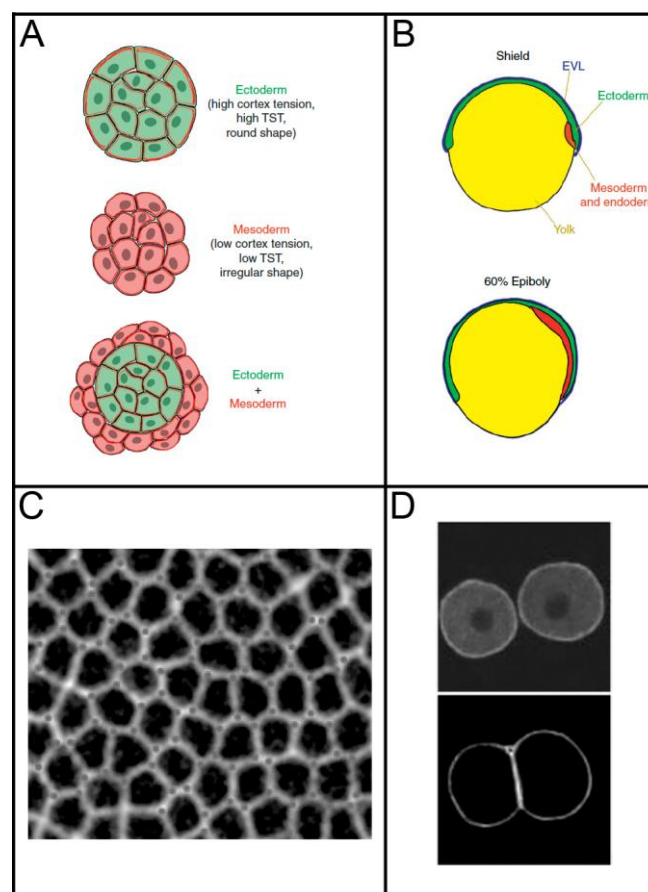 A
Ectoderm
(high cortex tension,
high TST,
round shape)
Mesoderm
(low cortex tension,
low TST,
irregular shape)
Ectoderm
+
Mesoderm
B
Shield
EVL
Ectoderm
Mesoderm
and endoder
Yolk
60% Epiboly
C
D